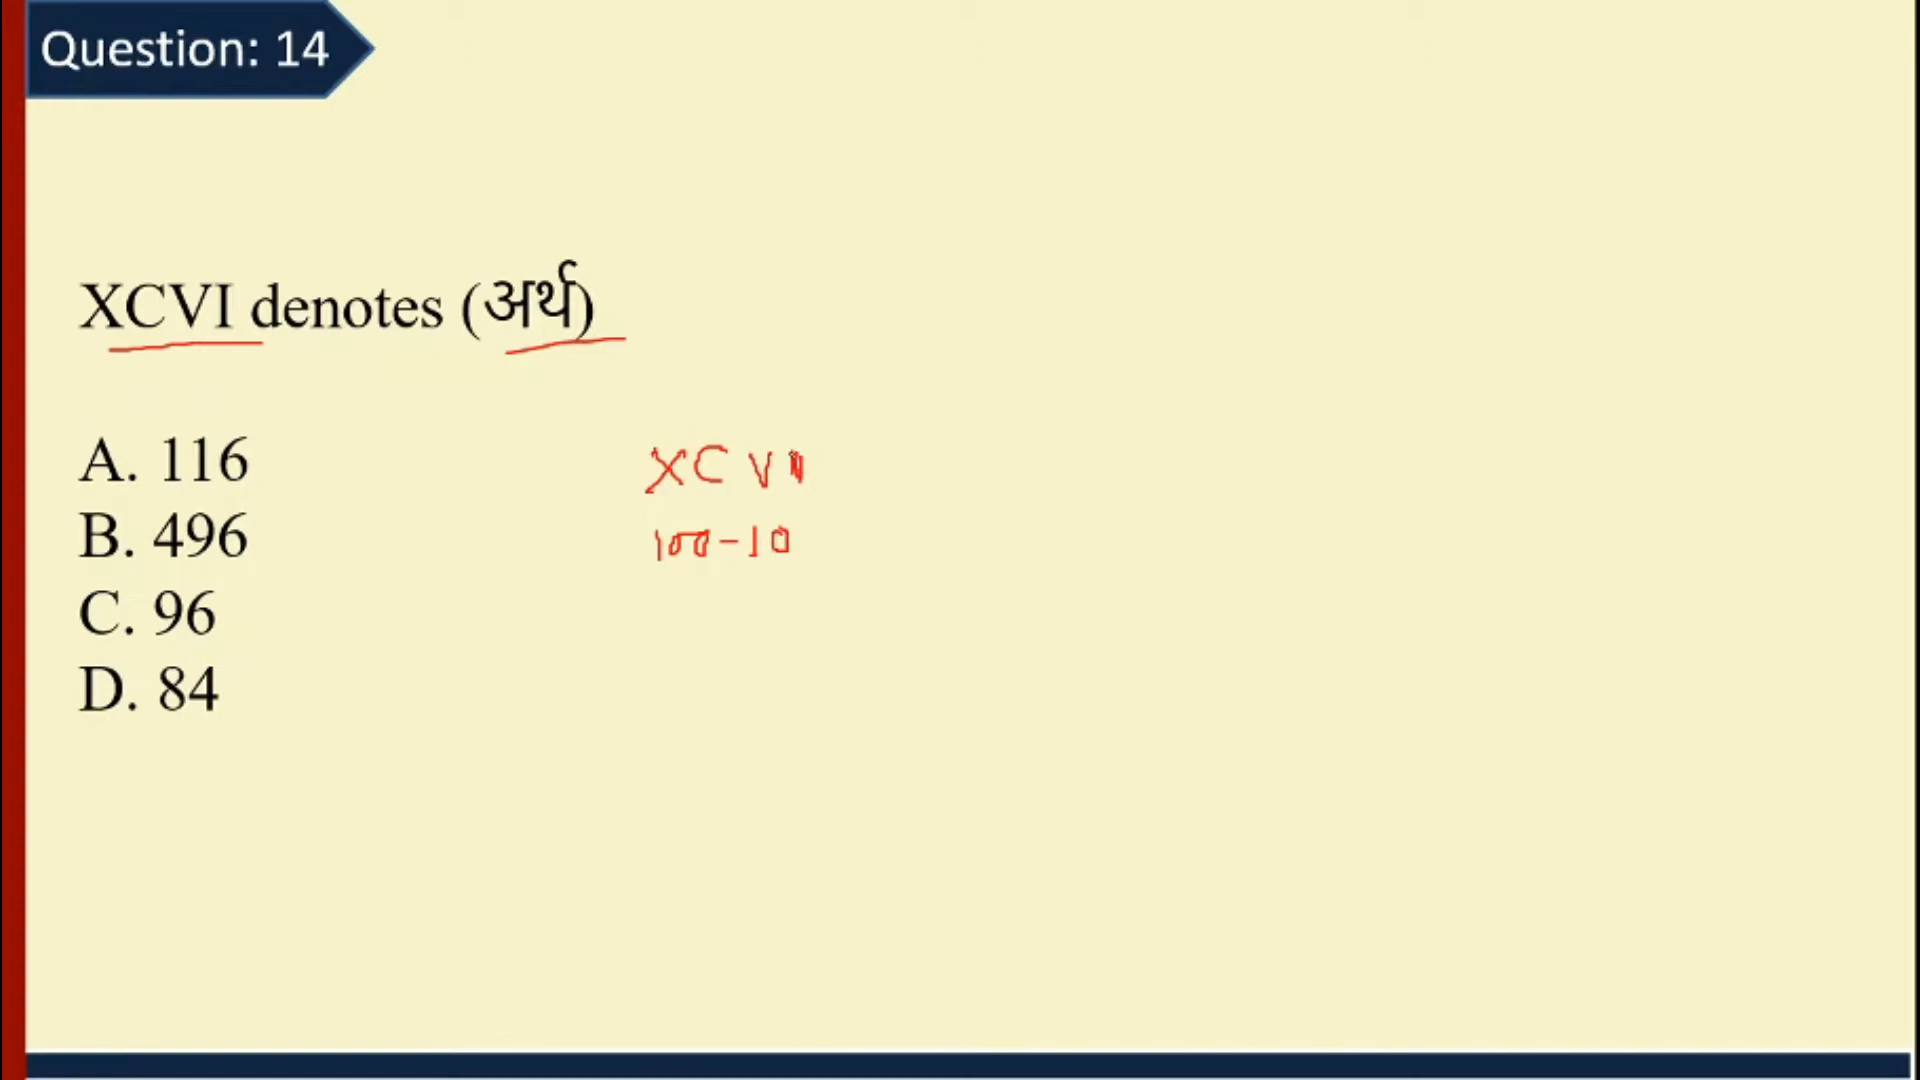 Question: 14
XCVI denotes (अर्थ)
A. 116
B. 496
C. 96
D. 84
XCVI
100-10